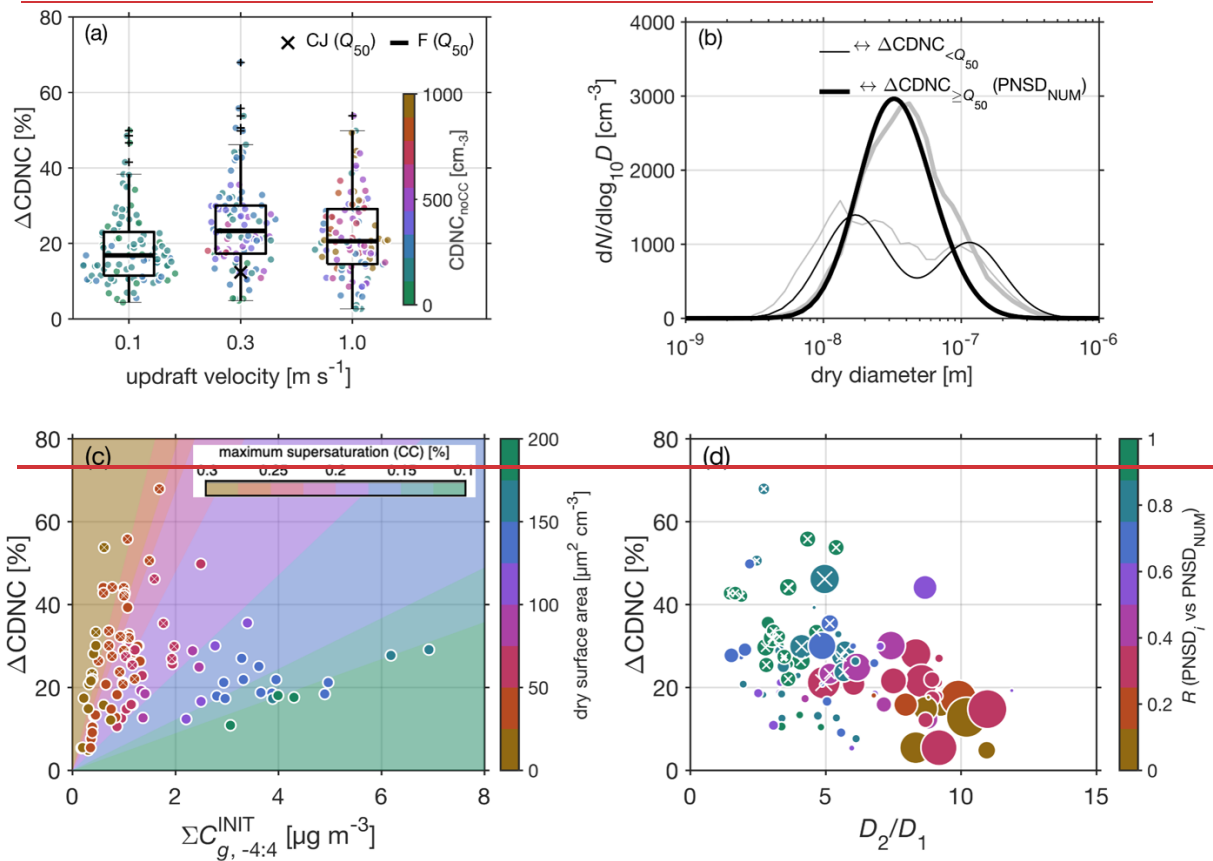 (a)
× CJ (Q50) — F (Q50)
80
60
40
20
0
ΔCDNC [%]
0.1 0.3 1.0
updraft velocity [m s-1]
1000
500
0
CDNCnoCC [cm-3]
(b)
↔ ΔCDNC<Q50
↔ ΔCDNC≥Q50 (PNSDNUM)
4000
3000
2000
1000
0
dN/dlog10D [cm-3]
10-9 10-8 10-7 10-6
dry diameter [m]
(c)
maximum supersaturation (CC) [%]
0.3 0.25 0.2 0.15 0.1
80
60
40
20
0
ΔCDNC [%]
0 2 4 6 8
ΣCg, -4:4INIT [µg m-3]
200
150
100
50
0
dry surface area [µm2 cm-3]
(d)
80
60
40
20
0
ΔCDNC [%]
0 5 10 15
D2/D1
1
0.8
0.6
0.4
0.2
0
R (PNSDi vs PNSDNUM)